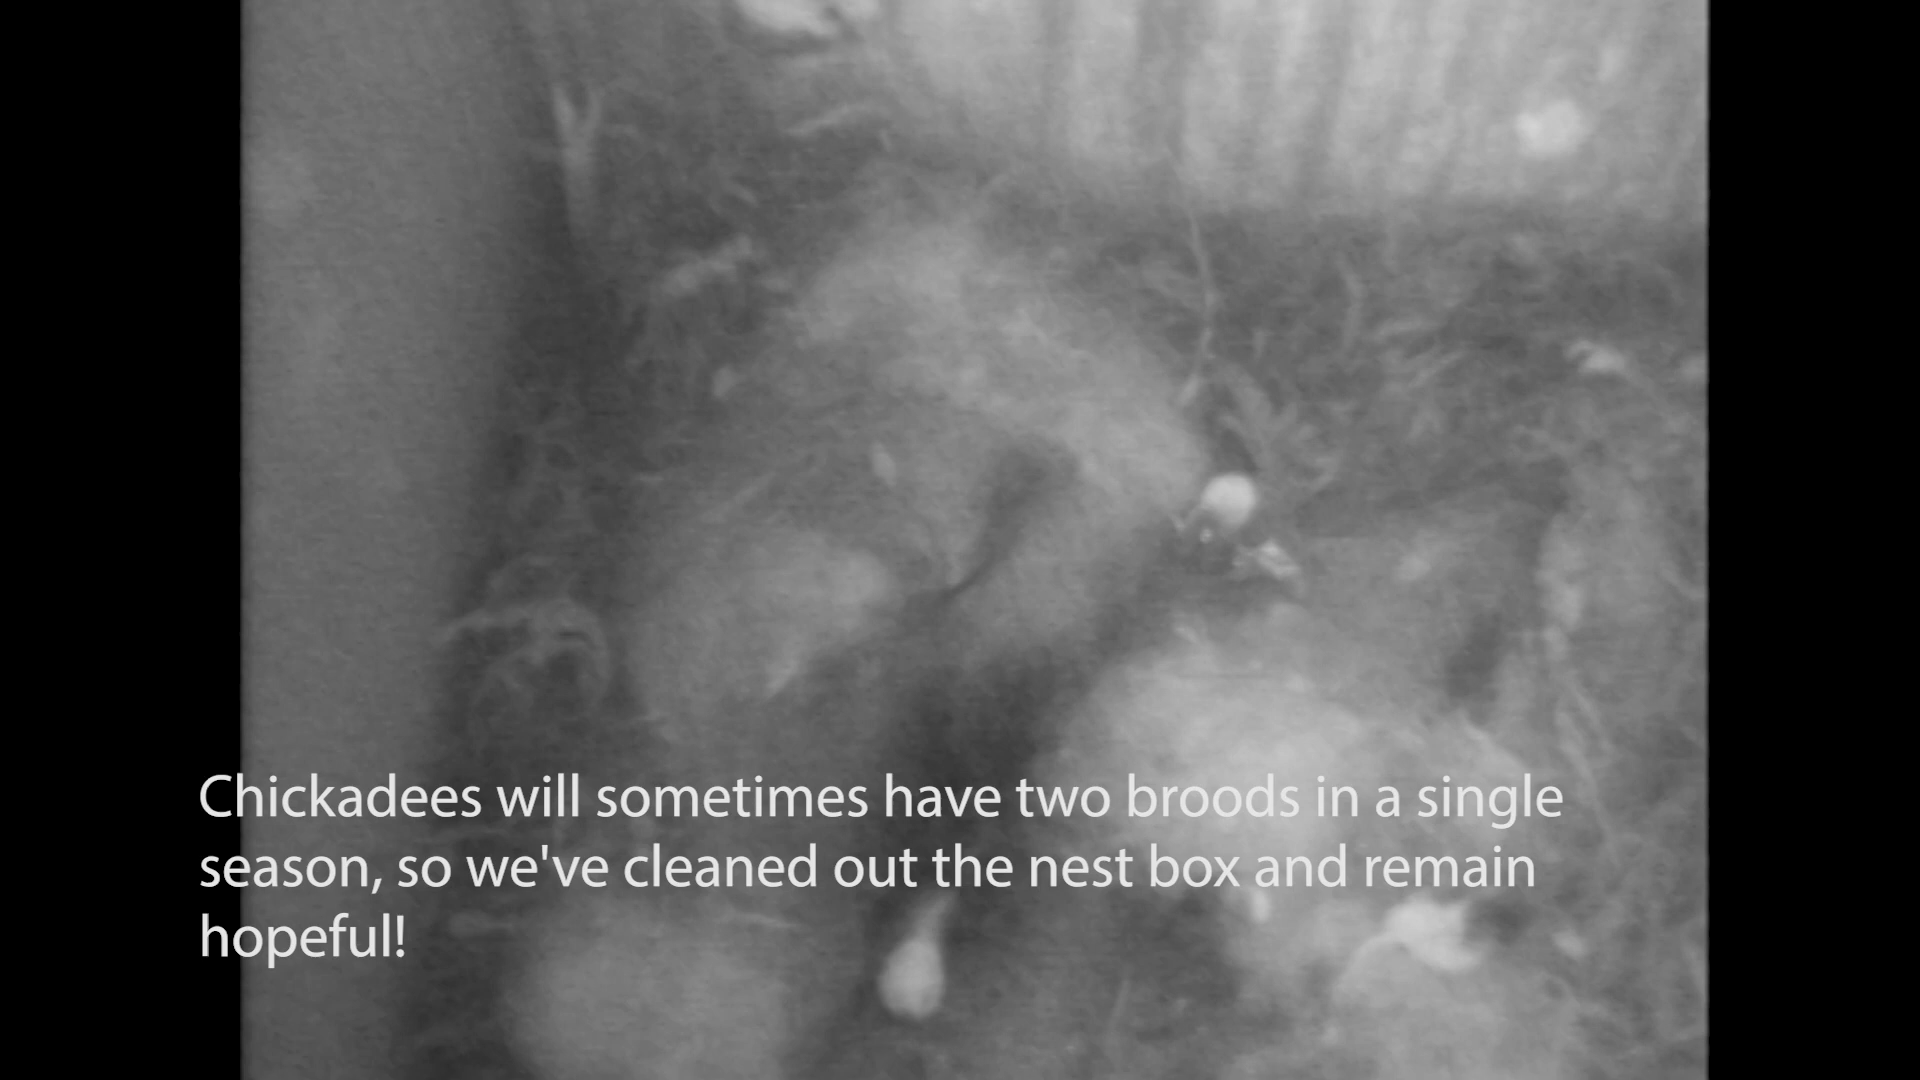 Chickadees will sometimes have two broods in a single
season, so we've cleaned out the nest box and remain
hopeful!